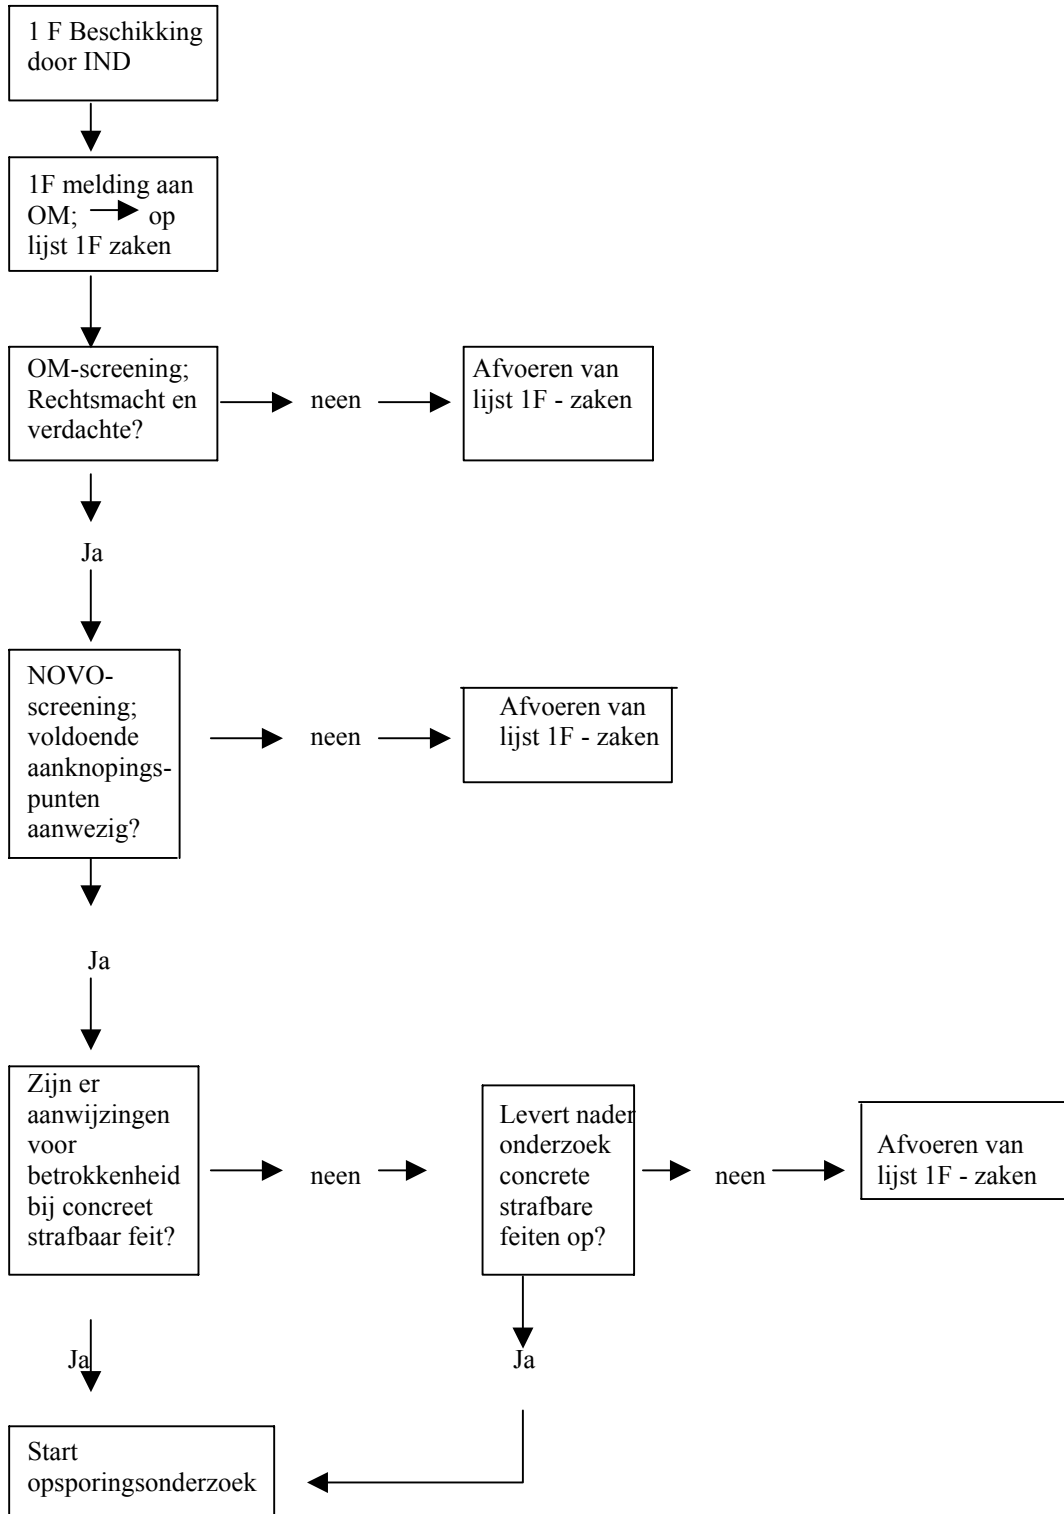 1 F Beschikking
door IND
1F melding aan
OM; op
lijst 1F zaken
OM-screening;
Rechtsmacht en
verdachte?
neen
Afvoeren van
lijst 1F - zaken
Ja
NOVO-
screening;
voldoende
aanknopings-
punten
aanwezig?
neen
Afvoeren van
lijst 1F - zaken
Ja
Zijn er
aanwijzingen
voor
betrokkenheid
bij concreet
strafbaar feit?
neen
Levert nader
onderzoek
concrete
strafbare
feiten op?
neen
Afvoeren van
lijst 1F - zaken
Ja
Ja
Start
opsporingsonderzoek